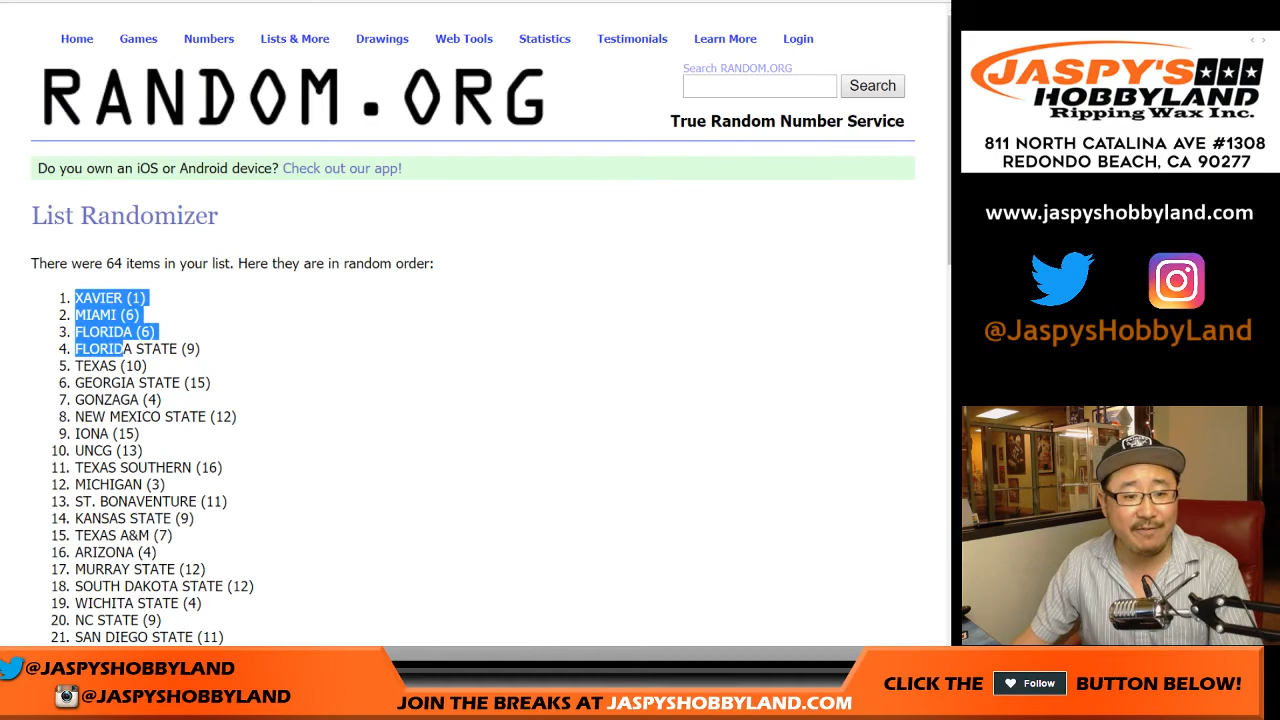 Home Games Numbers Lists & More Drawings Web Tools Statistics Testimonials Learn More Login
RANDOM.ORG
Search RANDOM.ORG
Search
True Random Number Service
Do you own an iOS or Android device? Check out our app!
List Randomizer
There were 64 items in your list. Here they are in random order:
1. XAVIER (1)
2. MIAMI (6)
3. FLORIDA (6)
4. FLORIDA STATE (9)
5. TEXAS (10)
6. GEORGIA STATE (15)
7. GONZAGA (4)
8. NEW MEXICO STATE (12)
9. IONA (15)
10. UNCG (13)
11. TEXAS SOUTHERN (16)
12. MICHIGAN (3)
13. ST. BONAVENTURE (11)
14. KANSAS STATE (9)
15. TEXAS A&M (7)
16. ARIZONA (4)
17. MURRAY STATE (12)
18. SOUTH DAKOTA STATE (12)
19. WICHITA STATE (4)
20. NC STATE (9)
21. SAN DIEGO STATE (11)
JASPY'S
HOBBYLAND
Ripping Wax Inc.
811 NORTH CATALINA AVE #1308
REDONDO BEACH, CA 90277
www.jaspyshobbyland.com
@JaspysHobbyLand
@JASPYSHOBBYLAND
@JASPYSHOBBYLAND
JOIN THE BREAKS AT JASPYSHOBBYLAND.COM
CLICK THE Follow BUTTON BELOW!